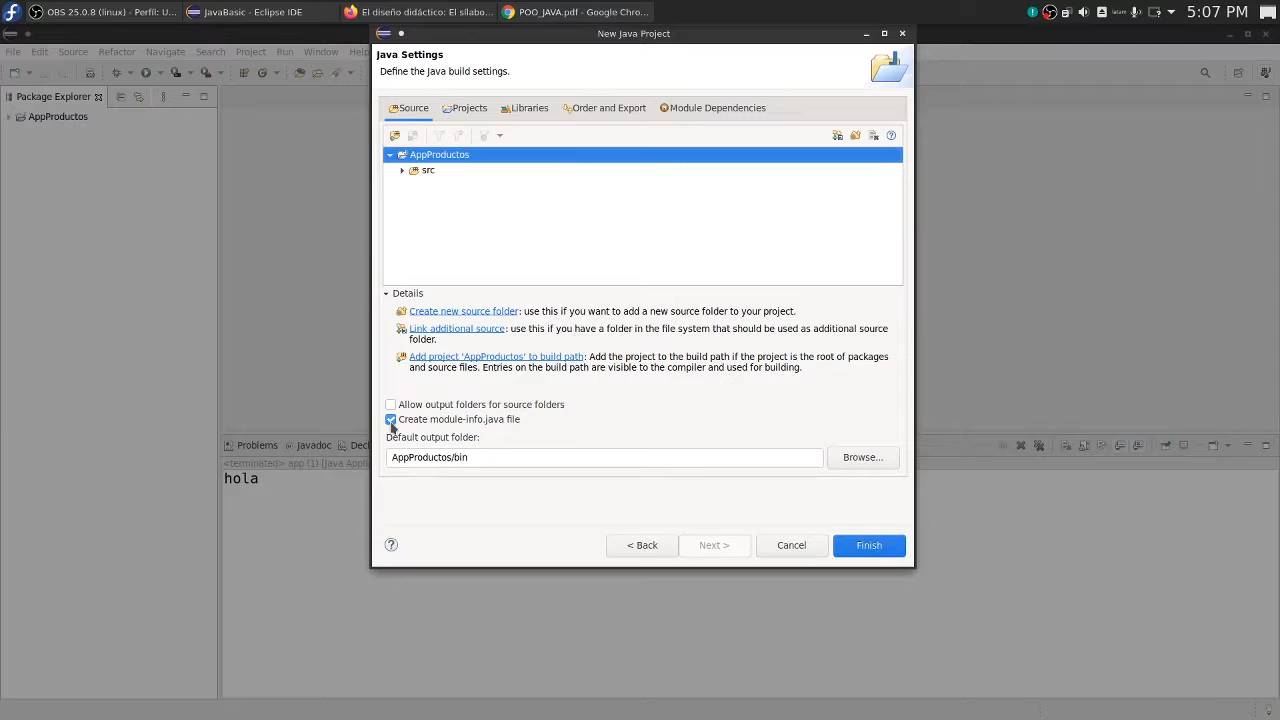 OBS 25.0.8 (linux) - Perfil: U... JavaBasic - Eclipse IDE El diseño didáctico: El sílabo... POO_JAVA.pdf - Google Chro... latam 5:07 PM
New Java Project
File Edit Source Refactor Navigate Search Project Run Window
Java Settings
Define the Java build settings.
Package Explorer
AppProductos
Source Projects Libraries Order and Export Module Dependencies
AppProductos
src
Details
Create new source folder: use this if you want to add a new source folder to your project.
Link additional source: use this if you have a folder in the file system that should be used as additional source
folder.
Add project 'AppProductos' to build path: Add the project to the build path if the project is the root of packages
and source files. Entries on the build path are visible to the compiler and used for building.
Allow output folders for source folders
Create module-info.java file
Default output folder:
AppProductos/bin Browse...
Problems Javadoc Decl
<terminated> app (1) [Java Appli
hola
< Back Next > Cancel Finish